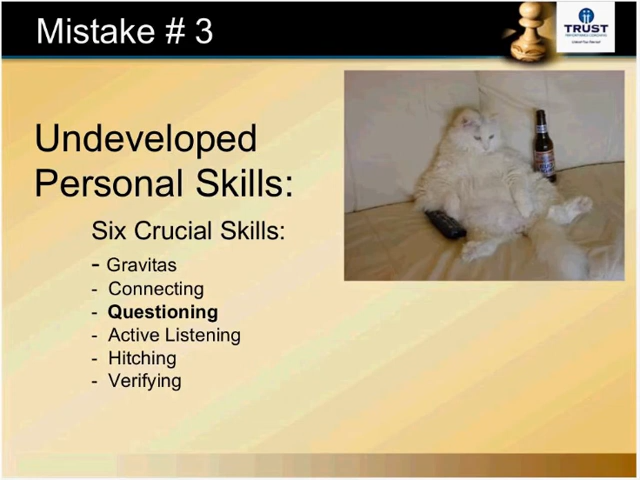 Mistake # 3
TRUST
Undeveloped
Personal Skills:
Six Crucial Skills:
- Gravitas
- Connecting
- Questioning
- Active Listening
- Hitching
- Verifying